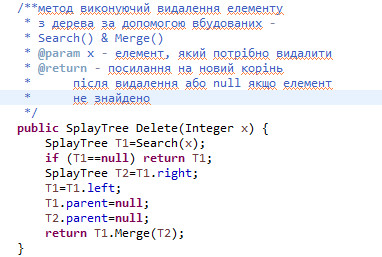 /**метод виконуючий видалення елементу
* з дерева за допомогою вбудованих -
* Search() & Merge()
* @param x - елемент, який потрібно видалити
* @return - посилання на новий корінь
*      після видалення або null якщо елемент
*      не знайдено
*/
public SplayTree Delete(Integer x) {
    SplayTree T1=Search(x);
    if (T1==null) return T1;
    SplayTree T2=T1.right;
    T1=T1.left;
    T1.parent=null;
    T2.parent=null;
    return T1.Merge(T2);
}